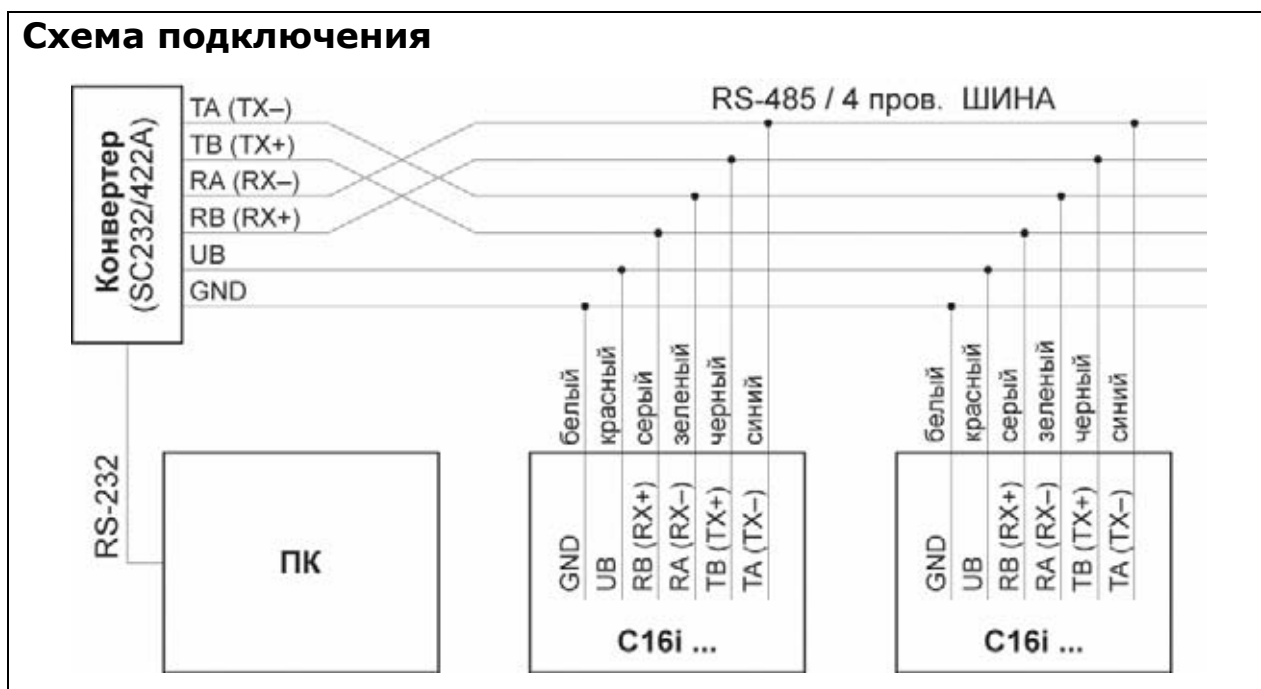 Схема подключения
RS-485 / 4 пров. ШИНА
Конвертер
(SC232/422A)
TA (TX–)
TB (TX+)
RA (RX–)
RB (RX+)
UB
GND
RS-232
ПК
белый
красный
серый
зеленый
черный
синий
GND
UB
RB (RX+)
RA (RX–)
TB (TX+)
TA (TX–)
C16i ...
белый
красный
серый
зеленый
черный
синий
GND
UB
RB (RX+)
RA (RX–)
TB (TX+)
TA (TX–)
C16i ...